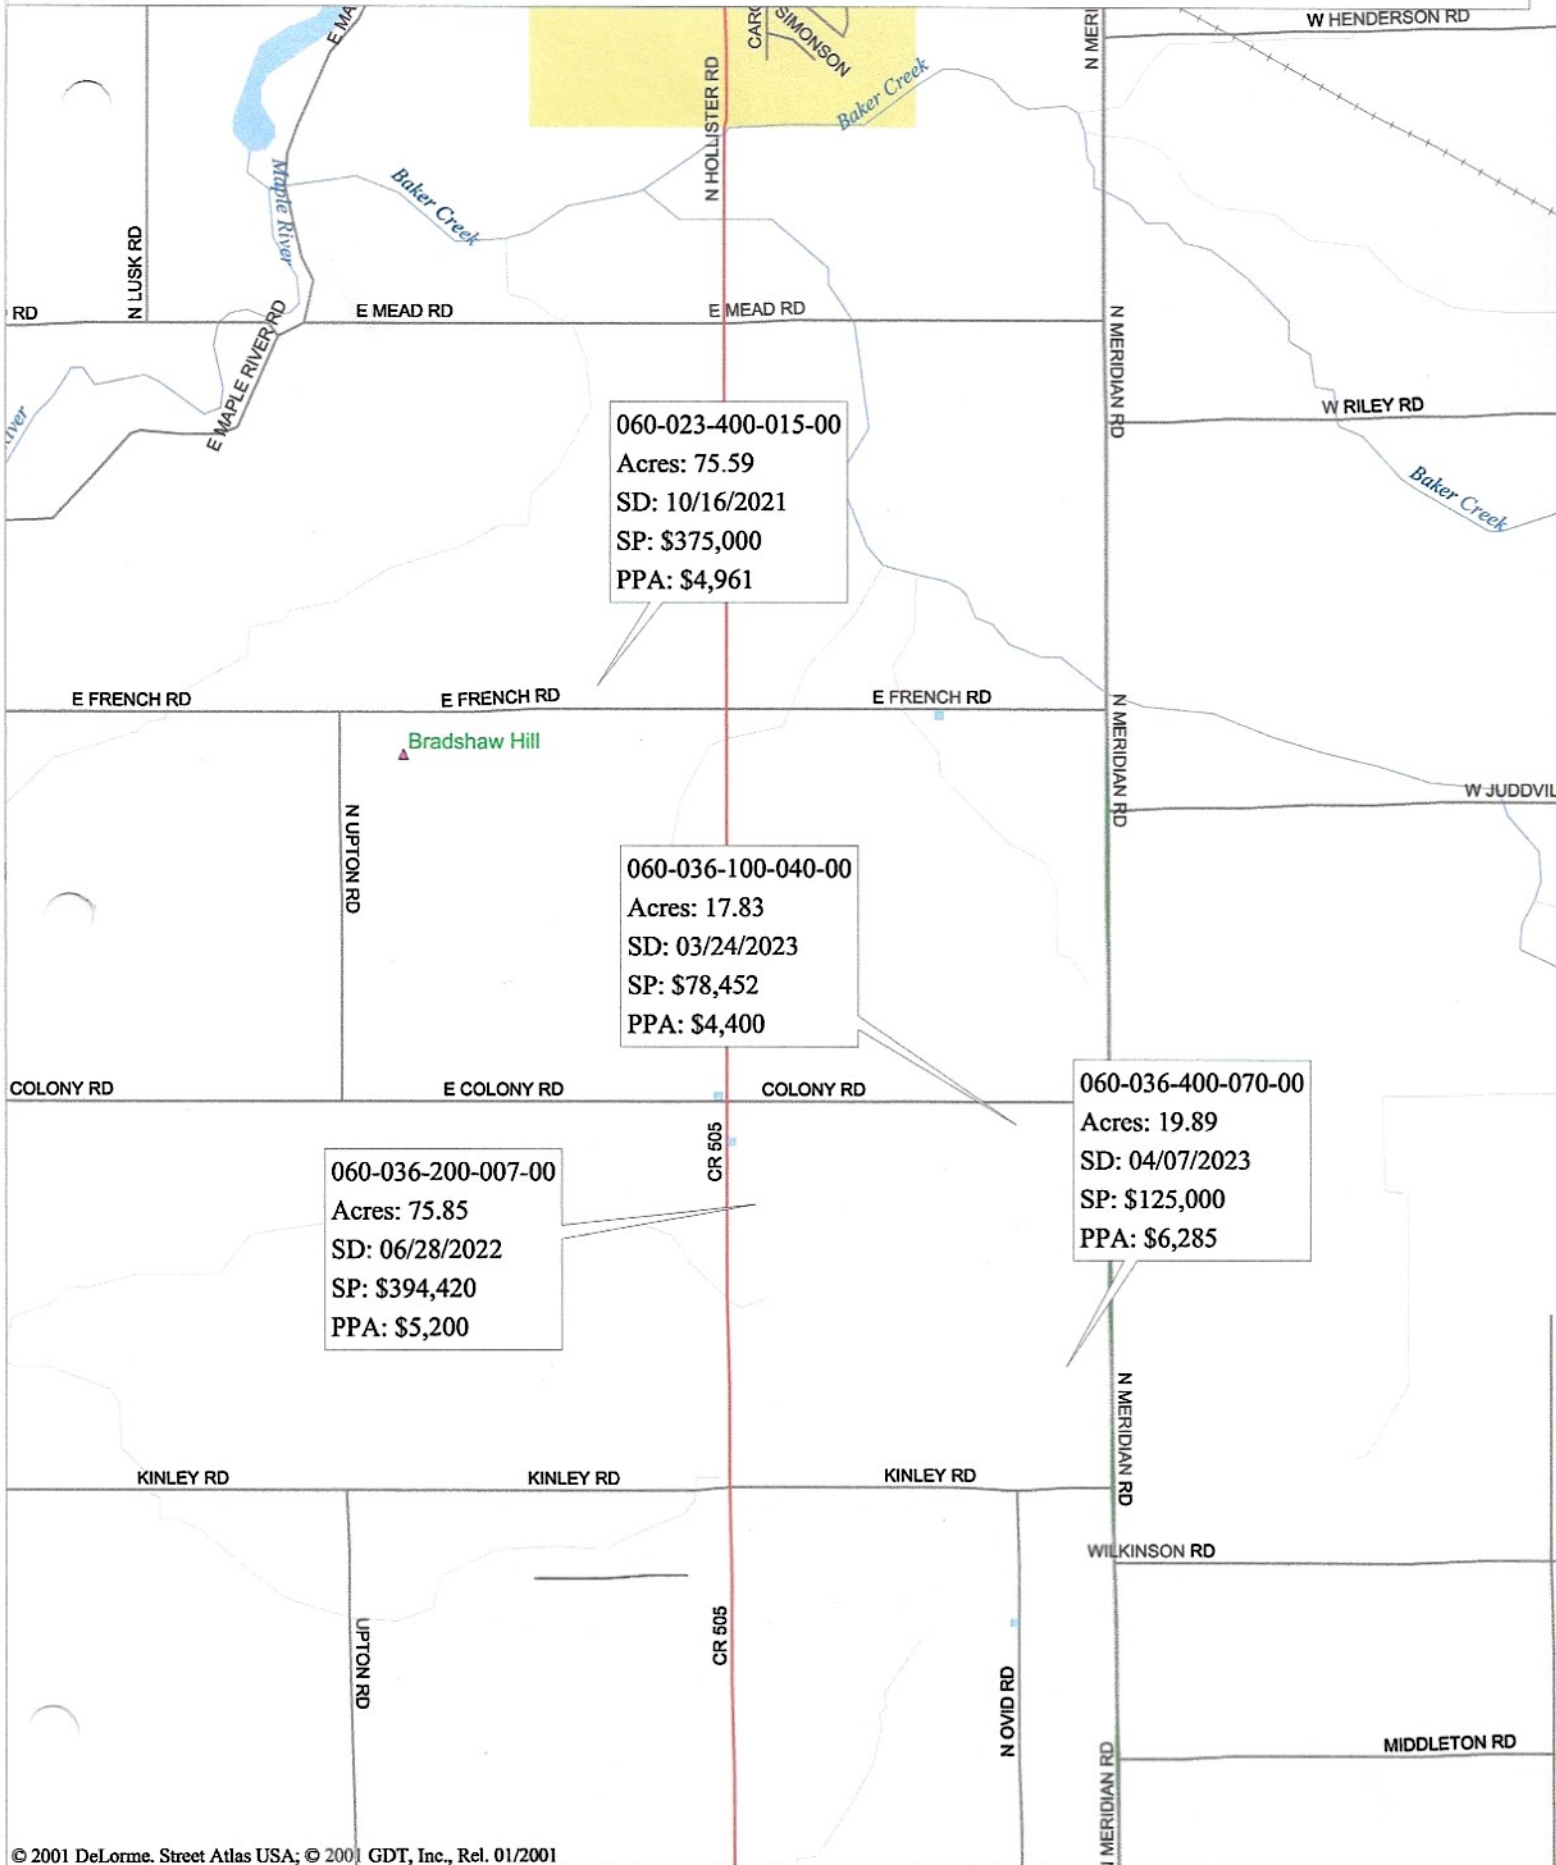 W HENDERSON RD
E MA
CARO
SIMONSON
N MERI
N HOLLISTER RD
Baker Creek
Maple River
Baker Creek
N LUSK RD
RD
E MEAD RD
E MEAD RD
E MAPLE RIVER RD
N MERIDIAN RD
W RILEY RD
Baker Creek
060-023-400-015-00
Acres: 75.59
SD: 10/16/2021
SP: $375,000
PPA: $4,961
E FRENCH RD
E FRENCH RD
E FRENCH RD
Bradshaw Hill
N MERIDIAN RD
W JUDDVIL
N UPTON RD
060-036-100-040-00
Acres: 17.83
SD: 03/24/2023
SP: $78,452
PPA: $4,400
COLONY RD
E COLONY RD
COLONY RD
060-036-400-070-00
Acres: 19.89
SD: 04/07/2023
SP: $125,000
PPA: $6,285
CR 505
060-036-200-007-00
Acres: 75.85
SD: 06/28/2022
SP: $394,420
PPA: $5,200
N MERIDIAN RD
KINLEY RD
KINLEY RD
KINLEY RD
WILKINSON RD
UPTON RD
CR 505
N OVID RD
MIDDLETON RD
MERIDIAN RD
© 2001 DeLorme. Street Atlas USA; © 2001 GDT, Inc., Rel. 01/2001